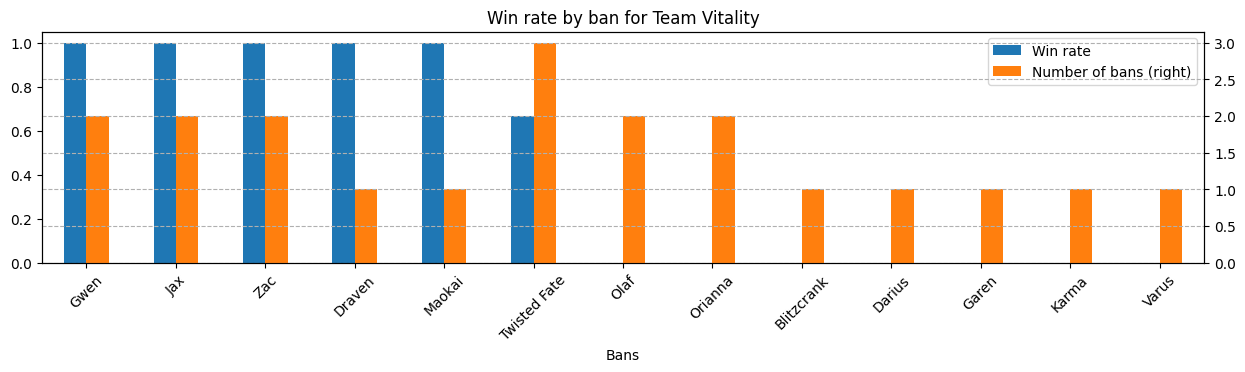 Win rate by ban for Team Vitality
1.0
0.8
0.6
0.4
0.2
0.0
3.0
2.5
2.0
1.5
1.0
0.5
0.0
Win rate
Number of bans (right)
Gwen
Jax
Zac
Draven
Maokai
Twisted Fate
Olaf
Orianna
Blitzcrank
Darius
Garen
Karma
Varus
Bans